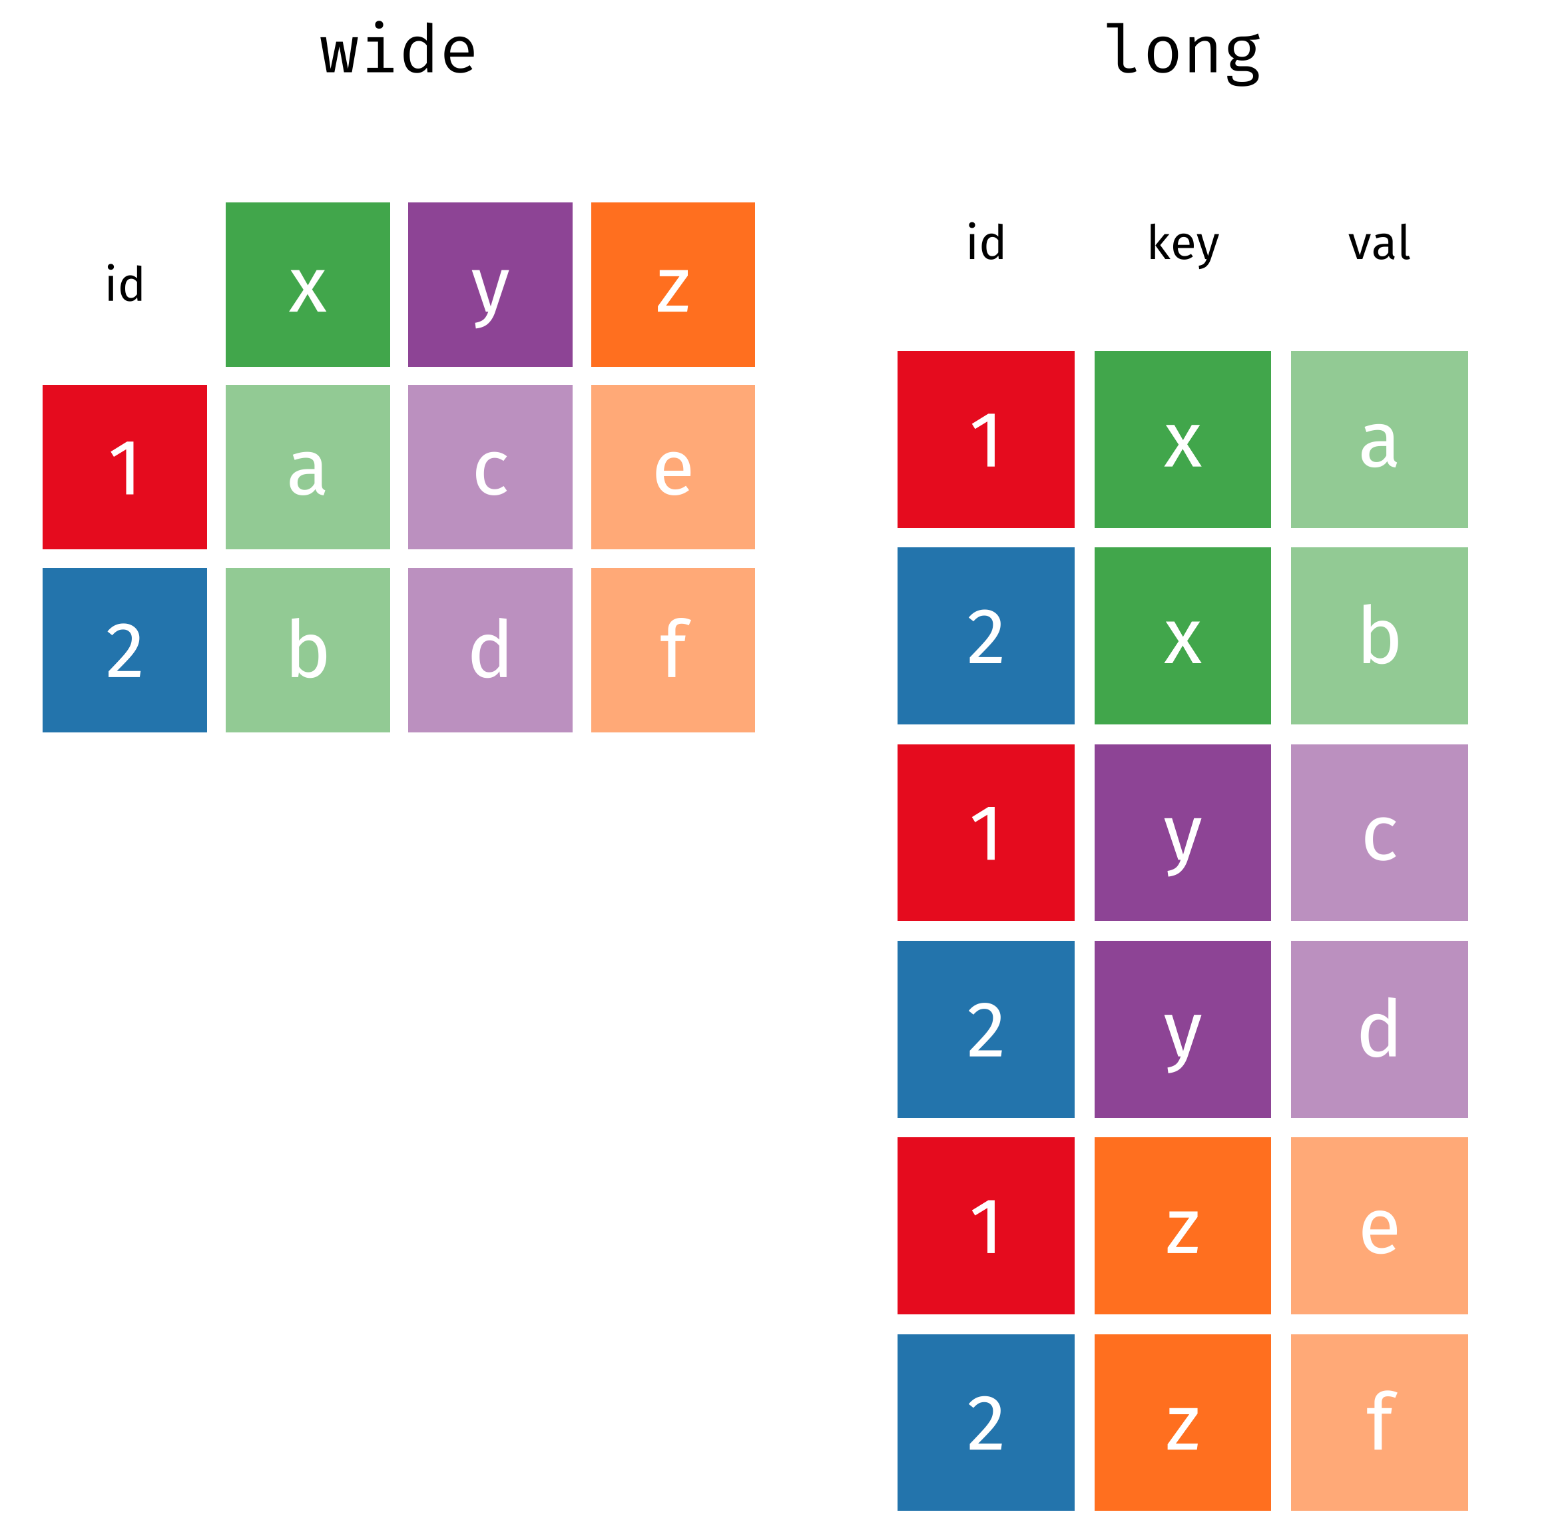 wide
id x y z
1 a c e
2 b d f
long
id key val
1 x a
2 x b
1 y c
2 y d
1 z e
2 z f